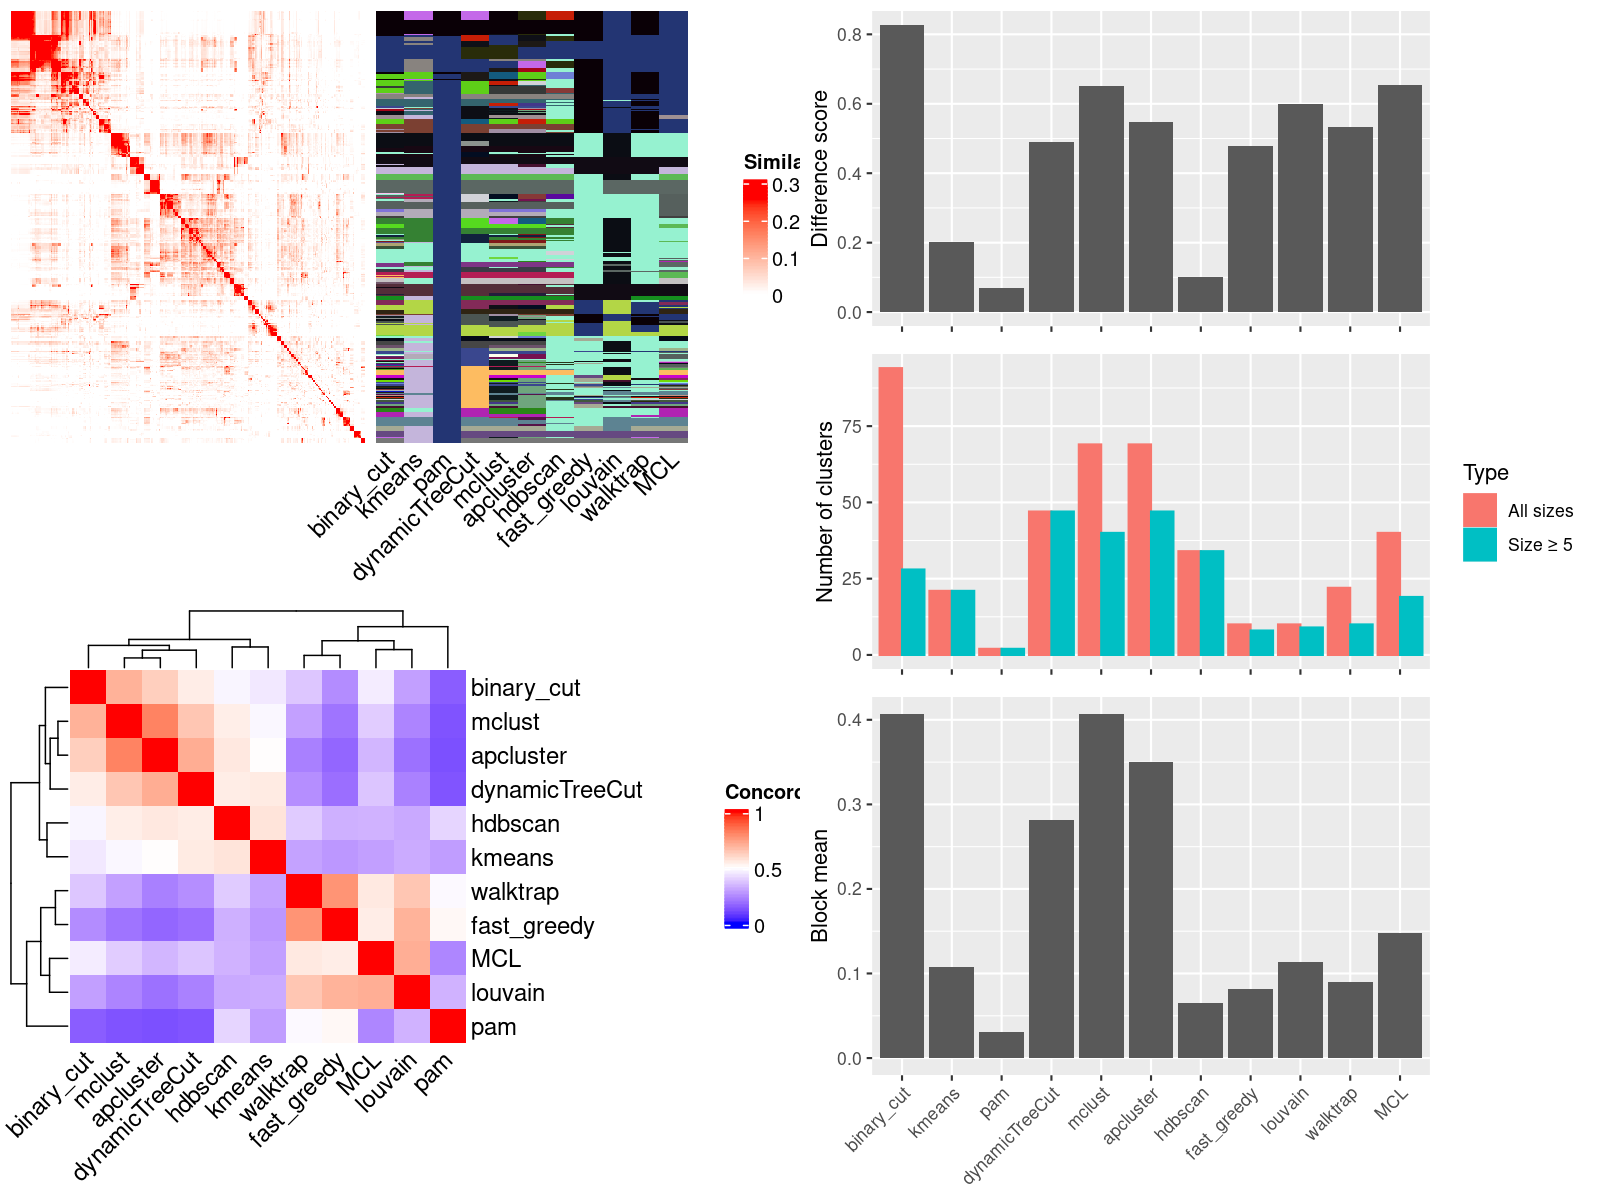 Simila
0.3
0.2
0.1
0
binary_cut
kmeans
pam
dynamicTreeCut
mclust
apcluster
hdbscan
fast_greedy
louvain
walktrap
MCL
Difference score
0.8
0.6
0.4
0.2
0.0
Number of clusters
75
50
25
0
Type
All sizes
Size ≥ 5
binary_cut
mclust
apcluster
dynamicTreeCut
hdbscan
kmeans
walktrap
fast_greedy
MCL
louvain
pam
binary_cut
mclust
apcluster
dynamicTreeCut
hdbscan
kmeans
walktrap
fast_greedy
MCL
louvain
pam
Concord
1
0.5
0
Block mean
0.4
0.3
0.2
0.1
0.0
binary_cut
kmeans
pam
dynamicTreeCut
mclust
apcluster
hdbscan
fast_greedy
louvain
walktrap
MCL